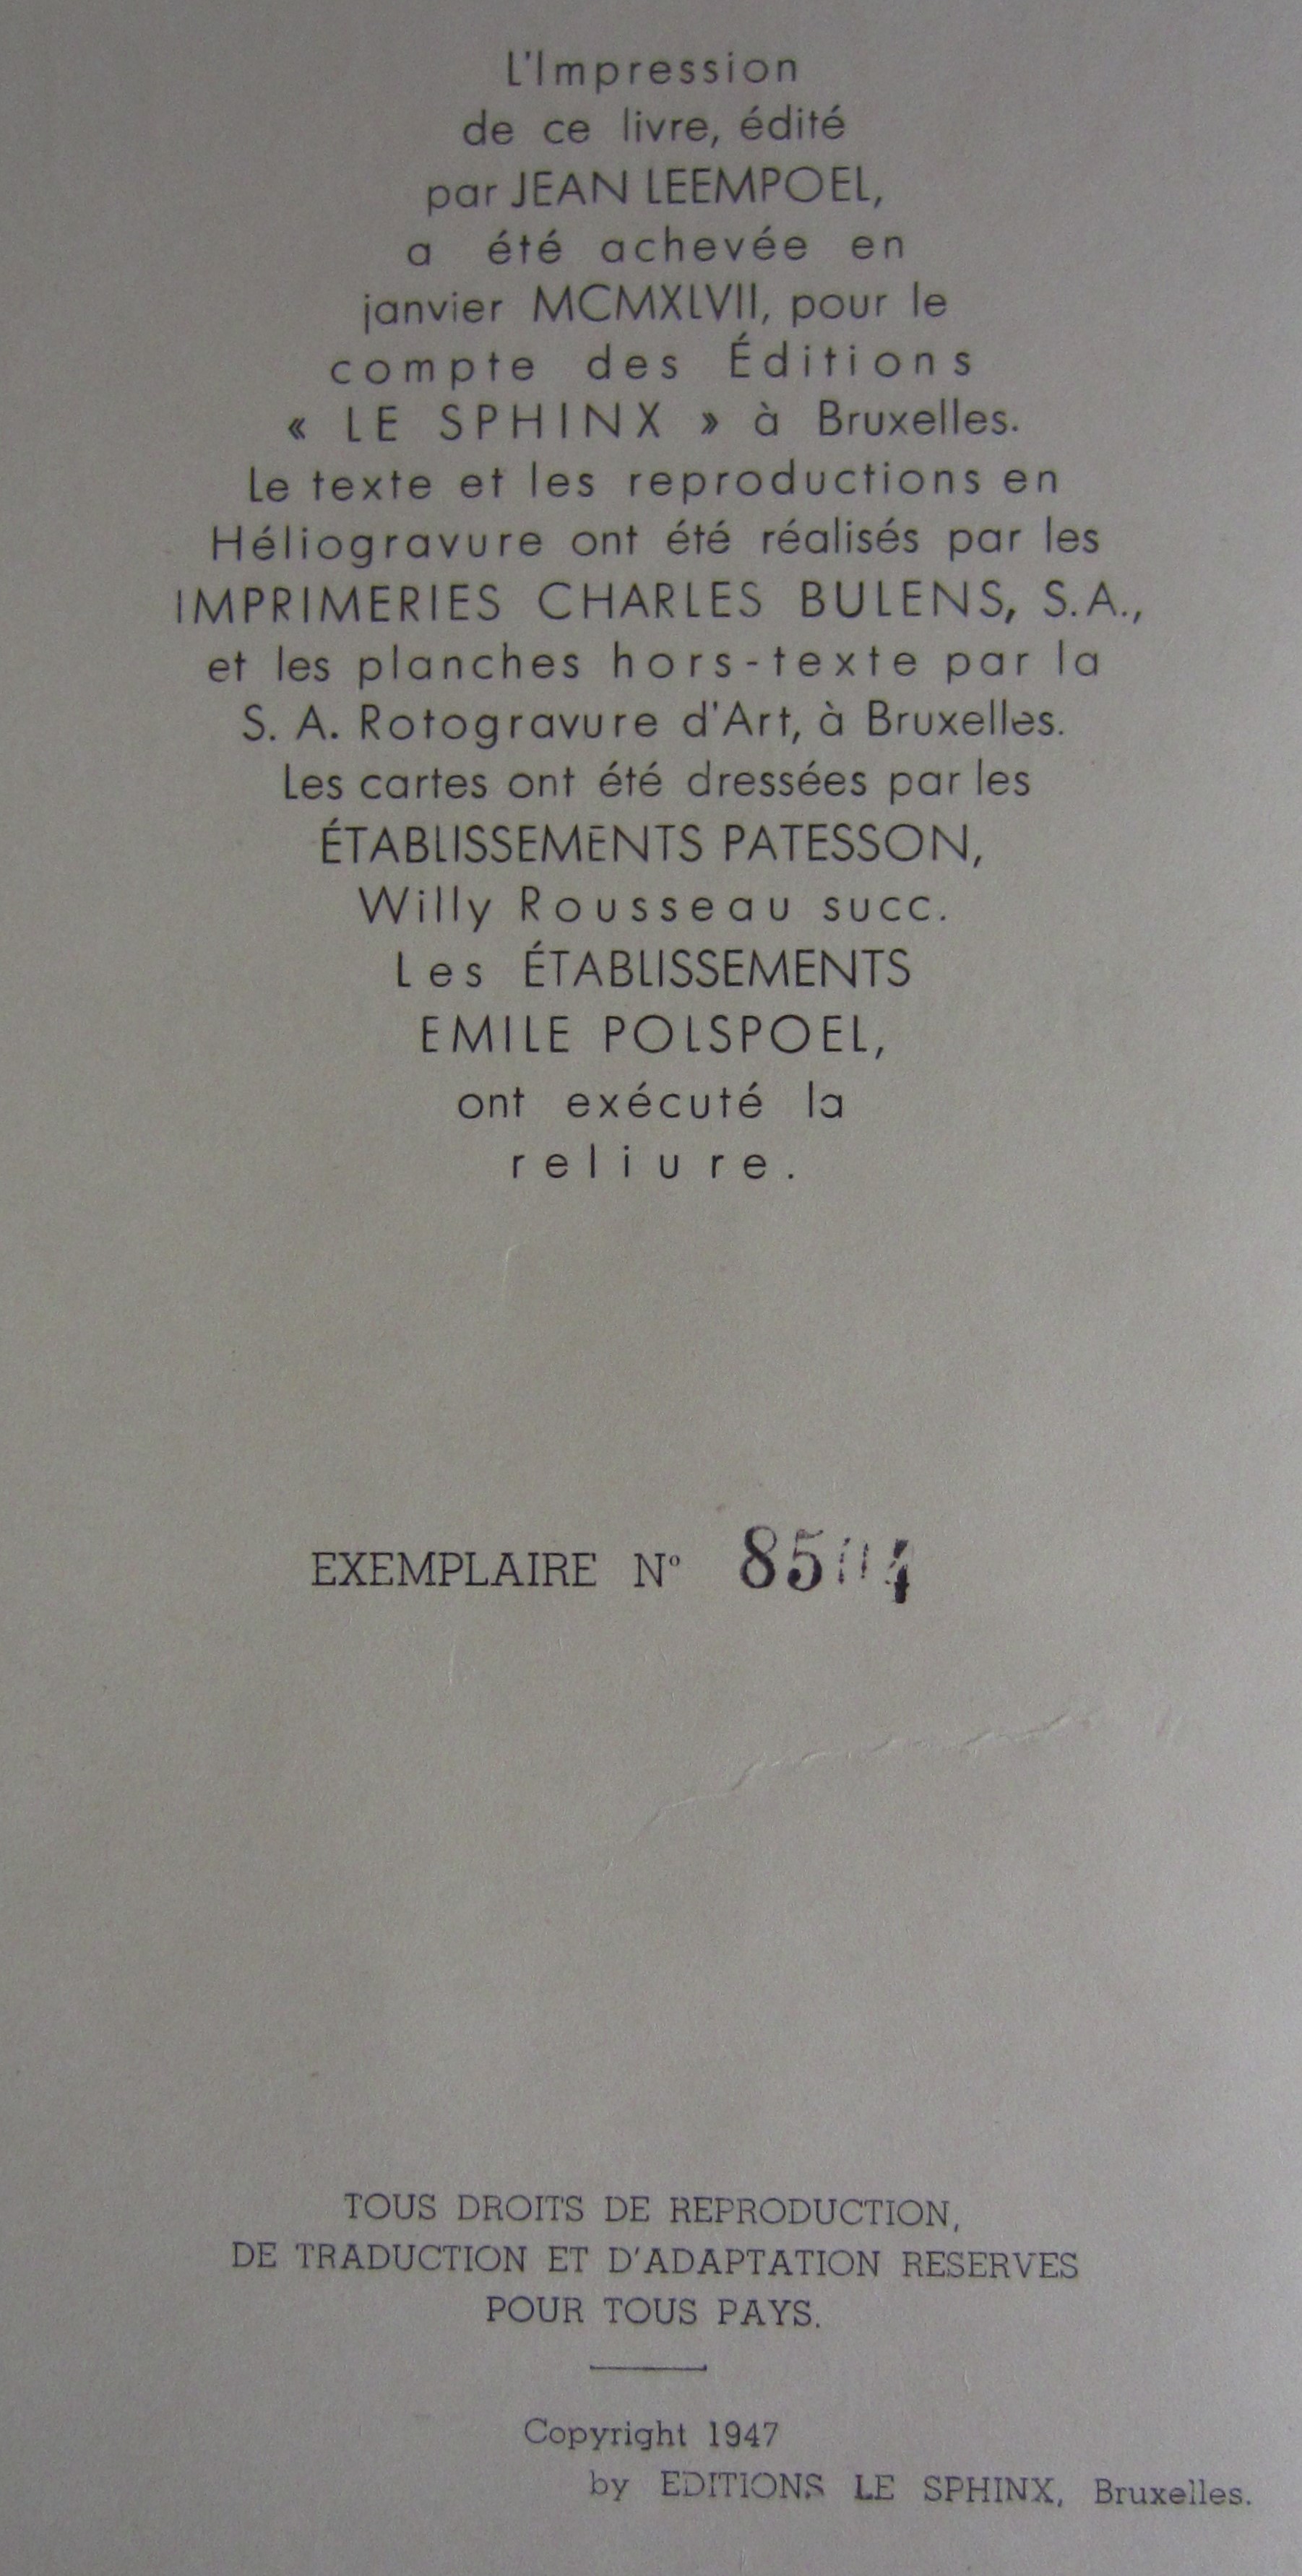 L'Impression
de ce livre, édité
par JEAN LEEMPOEL,
a été achevée en
janvier MCMXLVII, pour le
compte des Éditions
« LE SPHINX » à Bruxelles.
Le texte et les reproductions en
Héliogravure ont été réalisés par les
IMPRIMERIES CHARLES BULENS, S.A.,
et les planches hors-texte par la
S. A. Rotogravure d'Art, à Bruxelles.
Les cartes ont été dressées par les
ÉTABLISSEMENTS PATESSON,
Willy Rousseau succ.
Les ÉTABLISSEMENTS
EMILE POLSPOEL,
ont exécuté la
reliure.
EXEMPLAIRE Nº
TOUS DROITS DE REPRODUCTION,
DE TRADUCTION ET D'ADAPTATION RESERVES
POUR TOUS PAYS.
Copyright 1947
by EDITIONS LE SPHINX, Bruxelles.